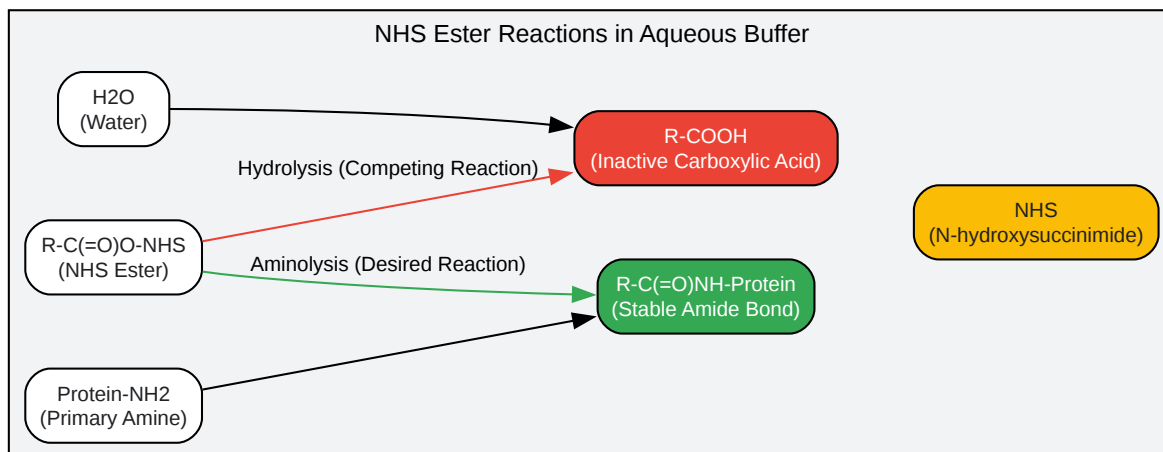 NHS Ester Reactions in Aqueous Buffer
H2O
(Water)
R-COOH
(Inactive Carboxylic Acid)
Hydrolysis (Competing Reaction)
NHS
(N-hydroxysuccinimide)
R-C(=O)O-NHS
(NHS Ester)
Aminolysis (Desired Reaction)
R-C(=O)NH-Protein
(Stable Amide Bond)
Protein-NH2
(Primary Amine)